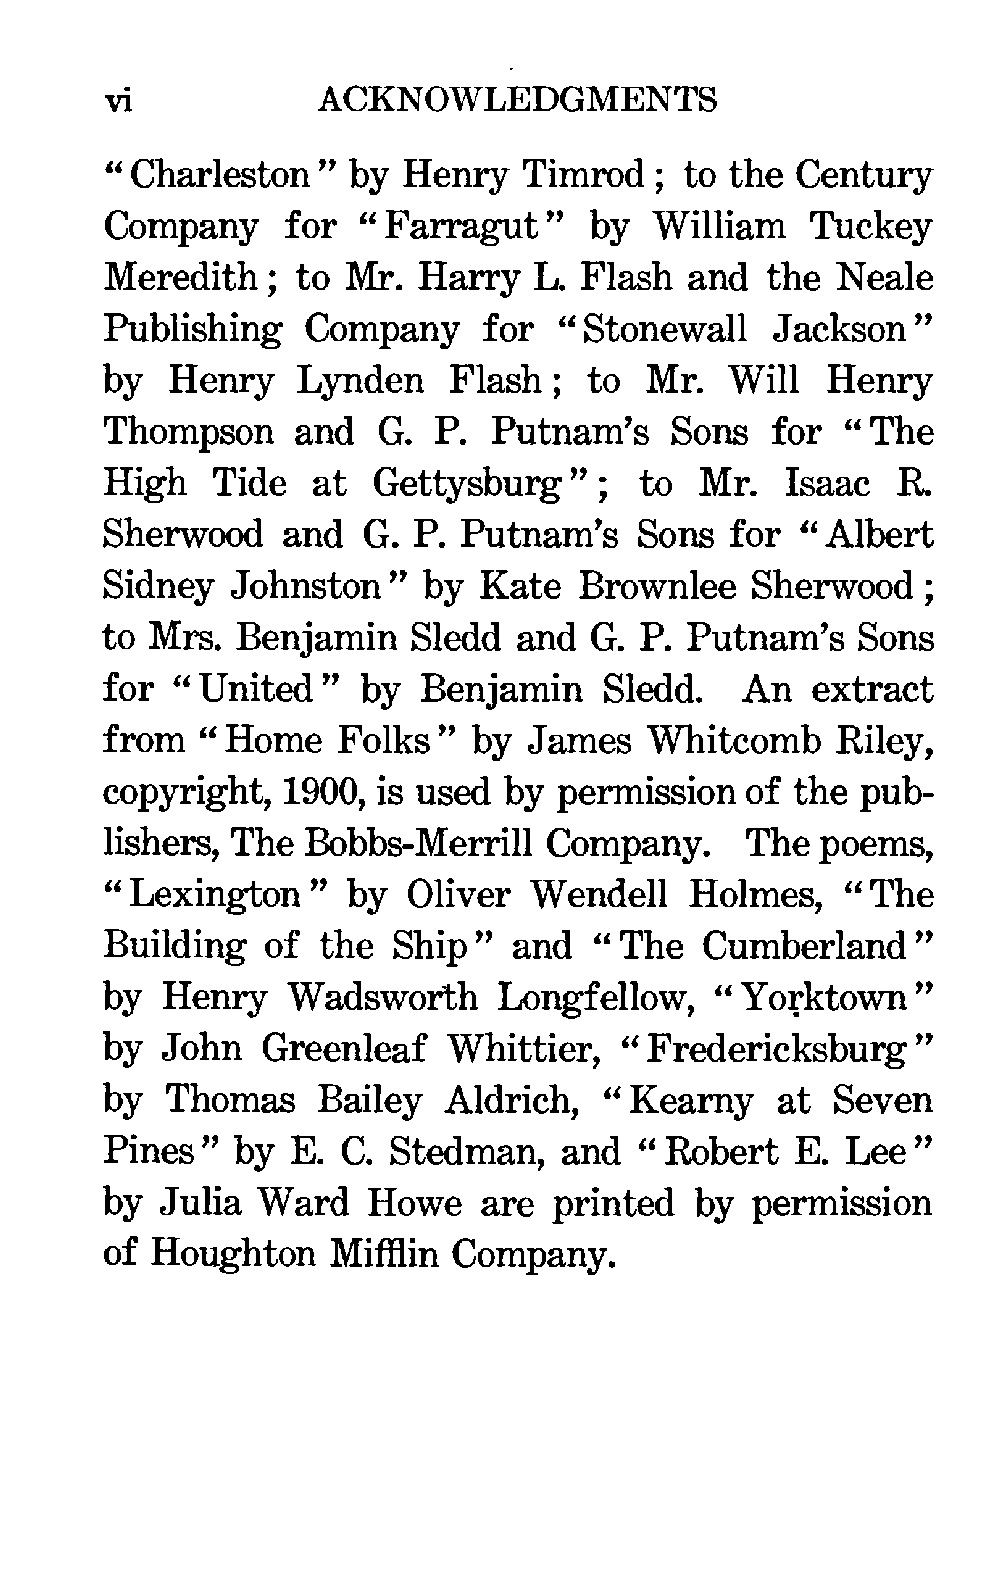 vi ACKNOWLEDGMENTS
“Charleston” by Henry Timrod; to the Century
Company for “Farragut” by William Tuckey
Meredith; to Mr. Harry L. Flash and the Neale
Publishing Company for “Stonewall Jackson”
by Henry Lynden Flash; to Mr. Will Henry
Thompson and G. P. Putnam's Sons for “The
High Tide at Gettysburg”; to Mr. Isaac R.
Sherwood and G. P. Putnam's Sons for “Albert
Sidney Johnston” by Kate Brownlee Sherwood;
to Mrs. Benjamin Sledd and G. P. Putnam's Sons
for “United” by Benjamin Sledd. An extract
from “Home Folks” by James Whitcomb Riley,
copyright, 1900, is used by permission of the pub-
lishers, The Bobbs-Merrill Company. The poems,
“Lexington” by Oliver Wendell Holmes, “The
Building of the Ship” and “The Cumberland”
by Henry Wadsworth Longfellow, “Yorktown”
by John Greenleaf Whittier, “Fredericksburg”
by Thomas Bailey Aldrich, “Kearny at Seven
Pines” by E. C. Stedman, and “Robert E. Lee”
by Julia Ward Howe are printed by permission
of Houghton Mifflin Company.